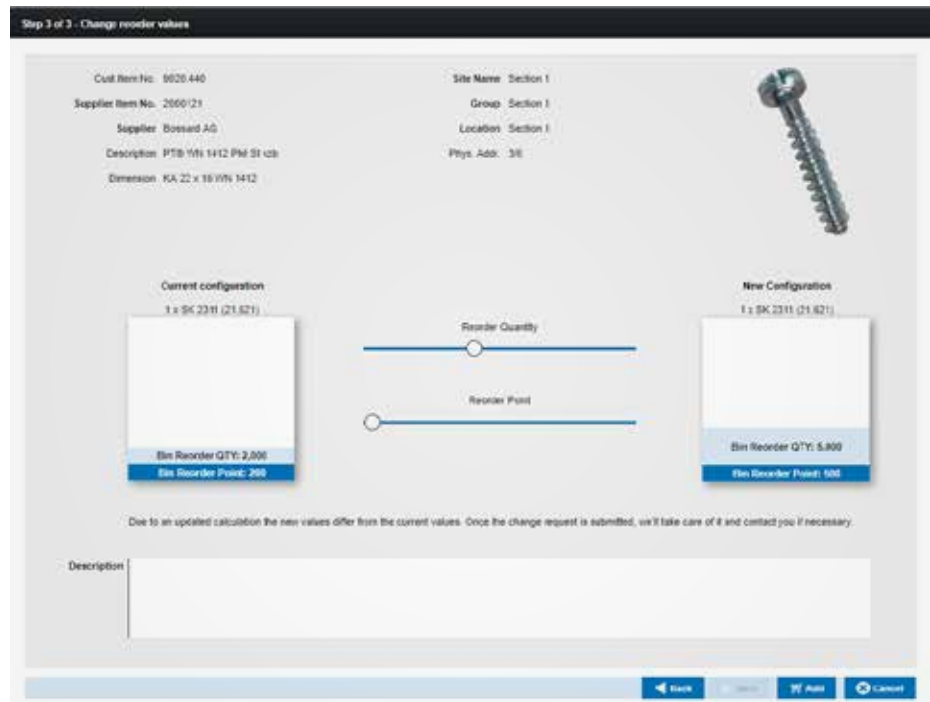 Step 3 of 3 - Change reorder values
Cust Item No. 0020.440
Supplier Item No. 2000121
Supplier Bossard AG
Description PTB WN 1412 PM St
Dimension KA 22 x 16 WN 1412
Site Name Section 1
Group Section 1
Location Section 1
Phys. Addr. 3/6
Current configuration
1 x SK 2311 (21.621)
Bin Reorder QTY: 2,000
Bin Reorder Point: 200
Reorder Quantity
Reorder Point
New Configuration
1 x SK 2311 (21.621)
Bin Reorder QTY: 5,000
Bin Reorder Point: 500
Due to an updated calculation the new values differ from the current values. Once the change request is submitted, we'll take care of it and contact you if necessary.
Description
Back
Add
Cancel